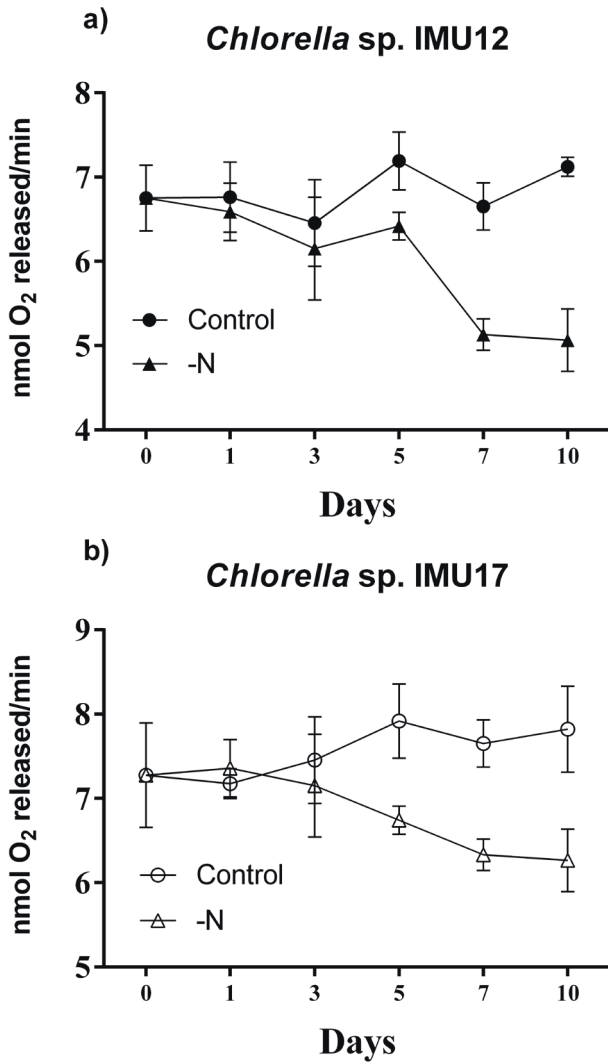 a)
Chlorella sp. IMU12
nmol O2 released/min
8
7
6
5
4
Control
-N
0 1 3 5 7 10
Days
b)
Chlorella sp. IMU17
nmol O2 released/min
9
8
7
6
5
Control
-N
0 1 3 5 7 10
Days